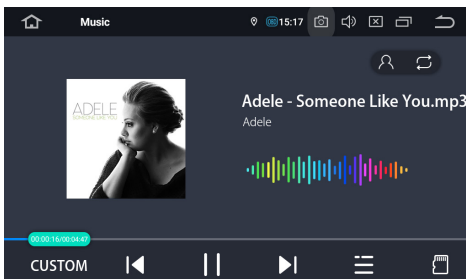 Music
15:17
ADELE
SOMEONE LIKE YOU
Adele - Someone Like You.mp3
Adele
00:00:16/00:04:47
CUSTOM